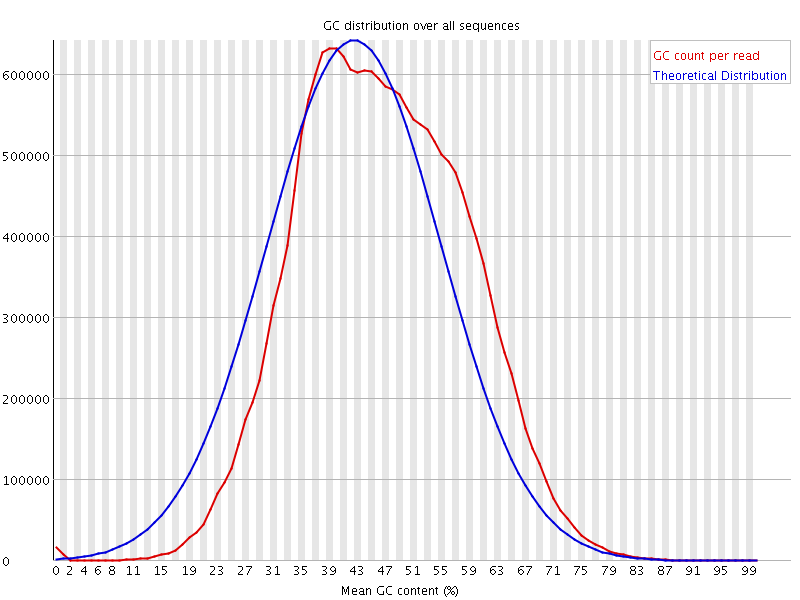 GC distribution over all sequences
GC count per read
Theoretical Distribution
600000
500000
400000
300000
200000
100000
0
0 2 4 6 8 11 15 19 23 27 31 35 39 43 47 51 55 59 63 67 71 75 79 83 87 91 95 99
Mean GC content (%)